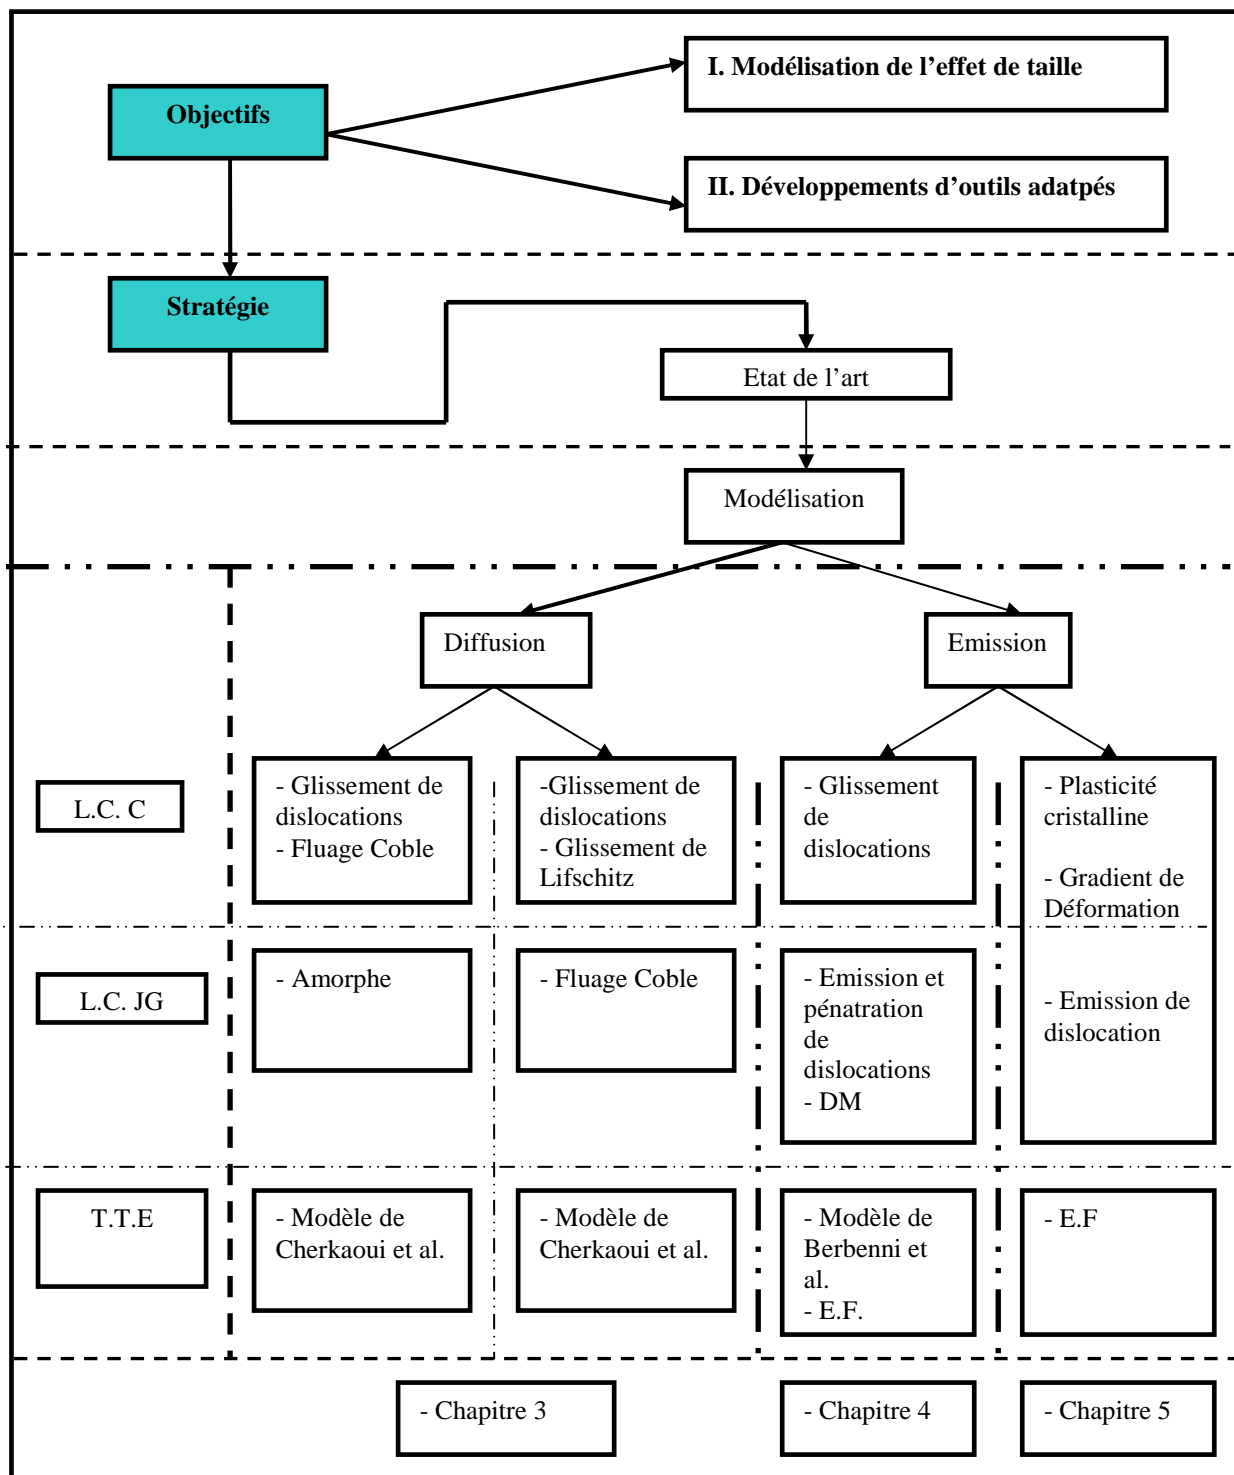 I. Modélisation de l’effet de taille
Objectifs
II. Développements d’outils adatpés
Stratégie
Etat de l’art
Modélisation
Diffusion
Emission
L.C. C
- Glissement de
dislocations
- Fluage Coble
-Glissement de
dislocations
- Glissement de
Lifschitz
- Glissement
de
dislocations
- Plasticité
cristalline
- Gradient de
Déformation
- Emission de
dislocation
L.C. JG
- Amorphe
- Fluage Coble
- Emission et
pénatration
de
dislocations
- DM
T.T.E
- Modèle de
Cherkaoui et al.
- Modèle de
Cherkaoui et al.
- Modèle de
Berbenni et
al.
- E.F.
- E.F
- Chapitre 3
- Chapitre 4
- Chapitre 5